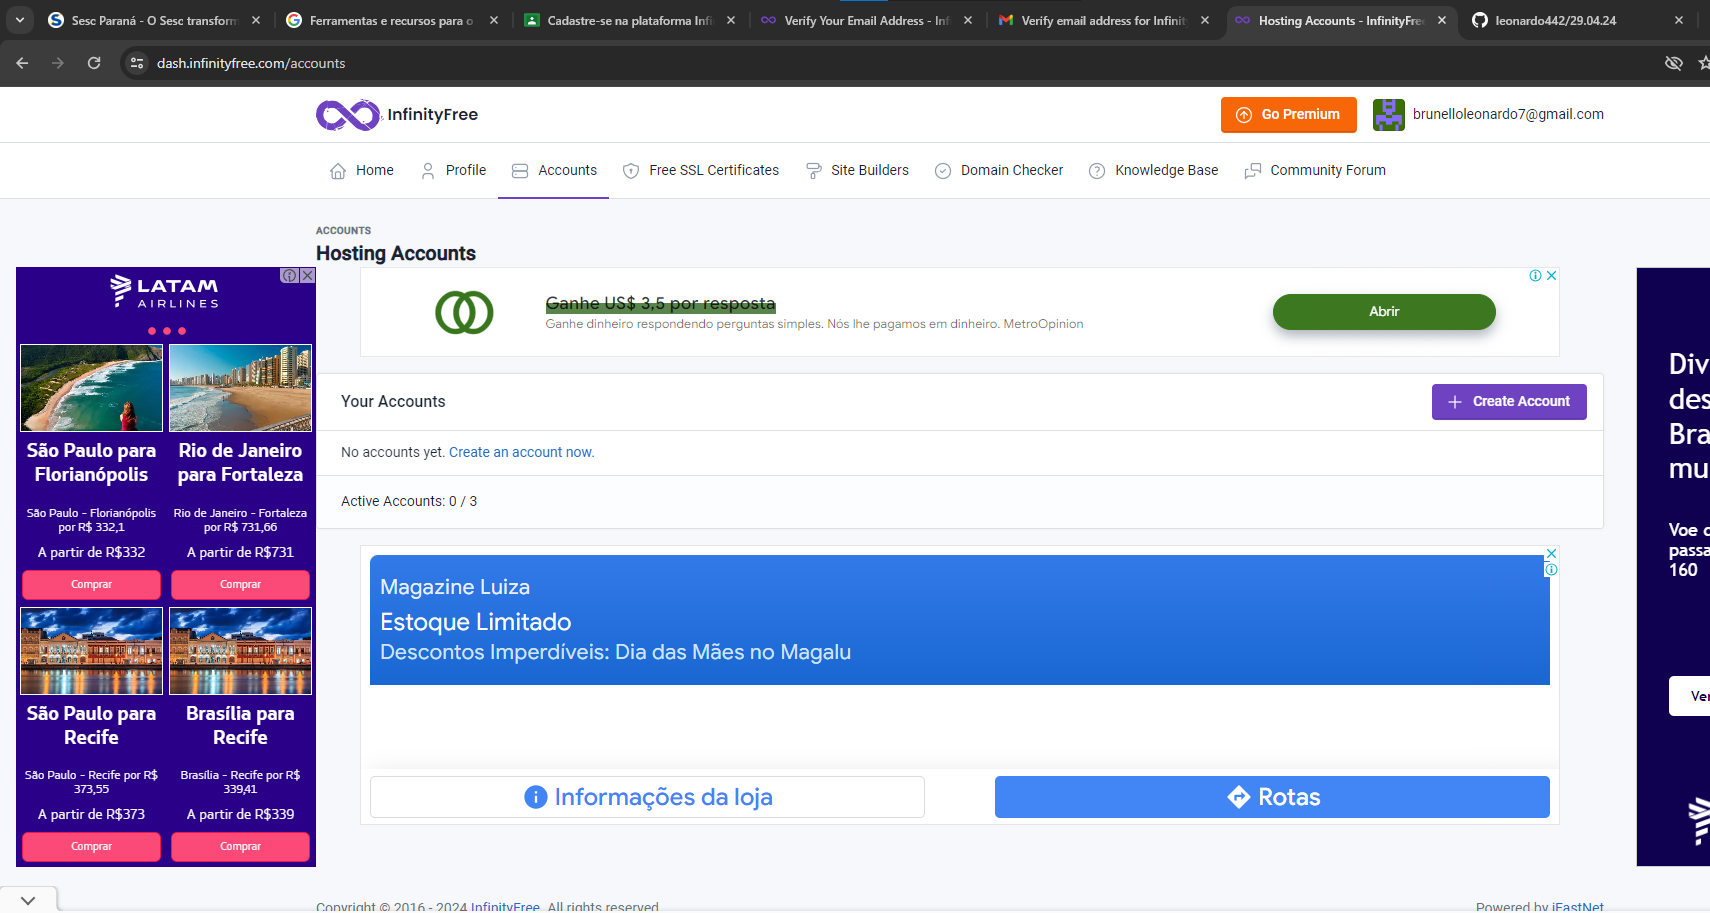 Sesc Paraná - O Sesc transform
Ferramentas e recursos para o
Cadastre-se na plataforma Infi
Verify Your Email Address - Inf
Verify email address for Infinit
Hosting Accounts - InfinityFre
leonardo442/29.04.24
dash.infinityfree.com/accounts
InfinityFree
Go Premium
brunelloleonardo7@gmail.com
Home
Profile
Accounts
Free SSL Certificates
Site Builders
Domain Checker
Knowledge Base
Community Forum
ACCOUNTS
Hosting Accounts
LATAM
AIRLINES
São Paulo para
Florianópolis
São Paulo - Florianópolis
por R$ 332,1
A partir de R$332
Comprar
Rio de Janeiro
para Fortaleza
Rio de Janeiro - Fortaleza
por R$ 731,66
A partir de R$731
Comprar
São Paulo para
Recife
São Paulo - Recife por R$
373,55
A partir de R$373
Comprar
Brasília para
Recife
Brasília - Recife por R$
339,41
A partir de R$339
Comprar
Ganhe US$ 3,5 por resposta
Ganhe dinheiro respondendo perguntas simples. Nós lhe pagamos em dinheiro. MetroOpinion
Abrir
Your Accounts
Create Account
No accounts yet. Create an account now.
Active Accounts: 0 / 3
Magazine Luiza
Estoque Limitado
Descontos Imperdíveis: Dia das Mães no Magalu
Informações da loja
Rotas
Div
des
Bra
mu
Voe c
passa
160
Ver
Copyright © 2016 - 2024 InfinityFree. All rights reserved.
Powered by iFastNet